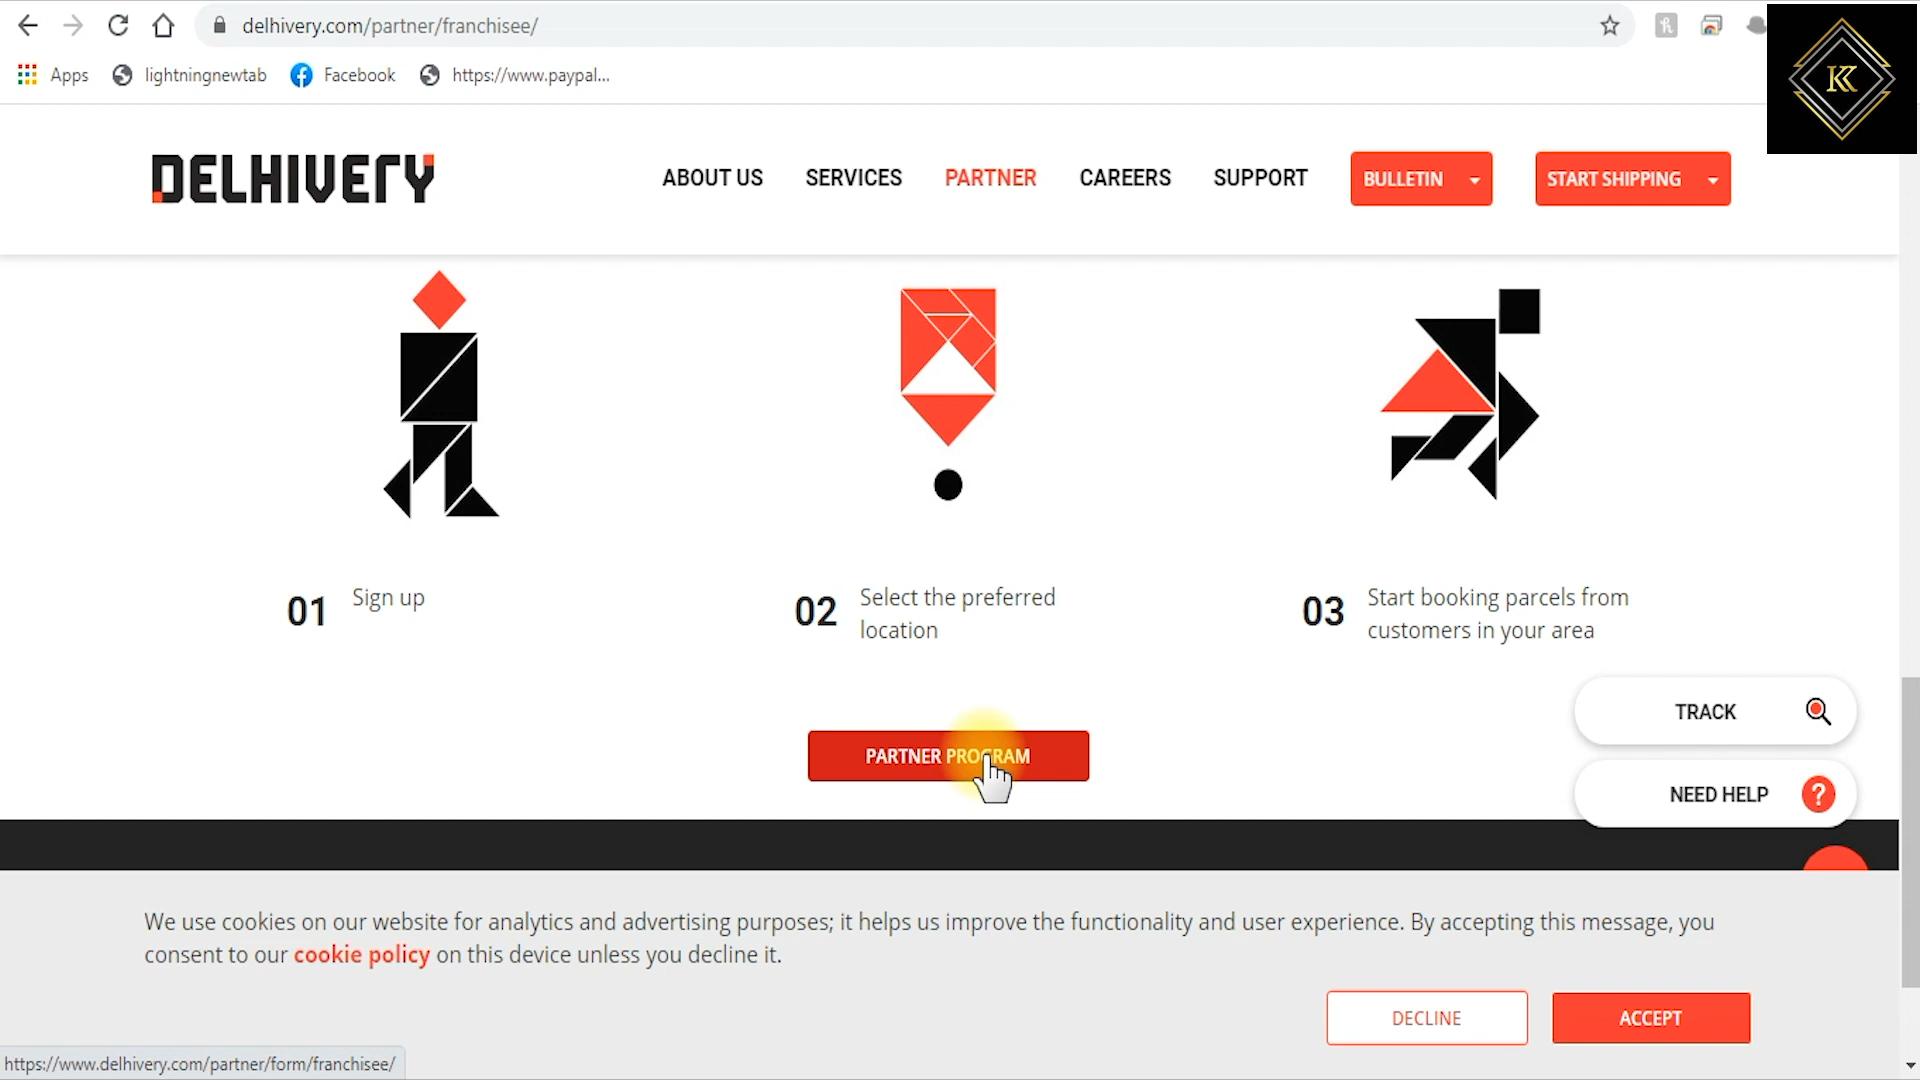 delhivery.com/partner/franchisee/
Apps
lightningnewtab
Facebook
https://www.paypal...
DELHIVERY
ABOUT US
SERVICES
PARTNER
CAREERS
SUPPORT
BULLETIN
START SHIPPING
01
Sign up
02
Select the preferred
location
03
Start booking parcels from
customers in your area
PARTNER PROGRAM
TRACK
NEED HELP
?
We use cookies on our website for analytics and advertising purposes; it helps us improve the functionality and user experience. By accepting this message, you
consent to our cookie policy on this device unless you decline it.
DECLINE
ACCEPT
https://www.delhivery.com/partner/form/franchisee/